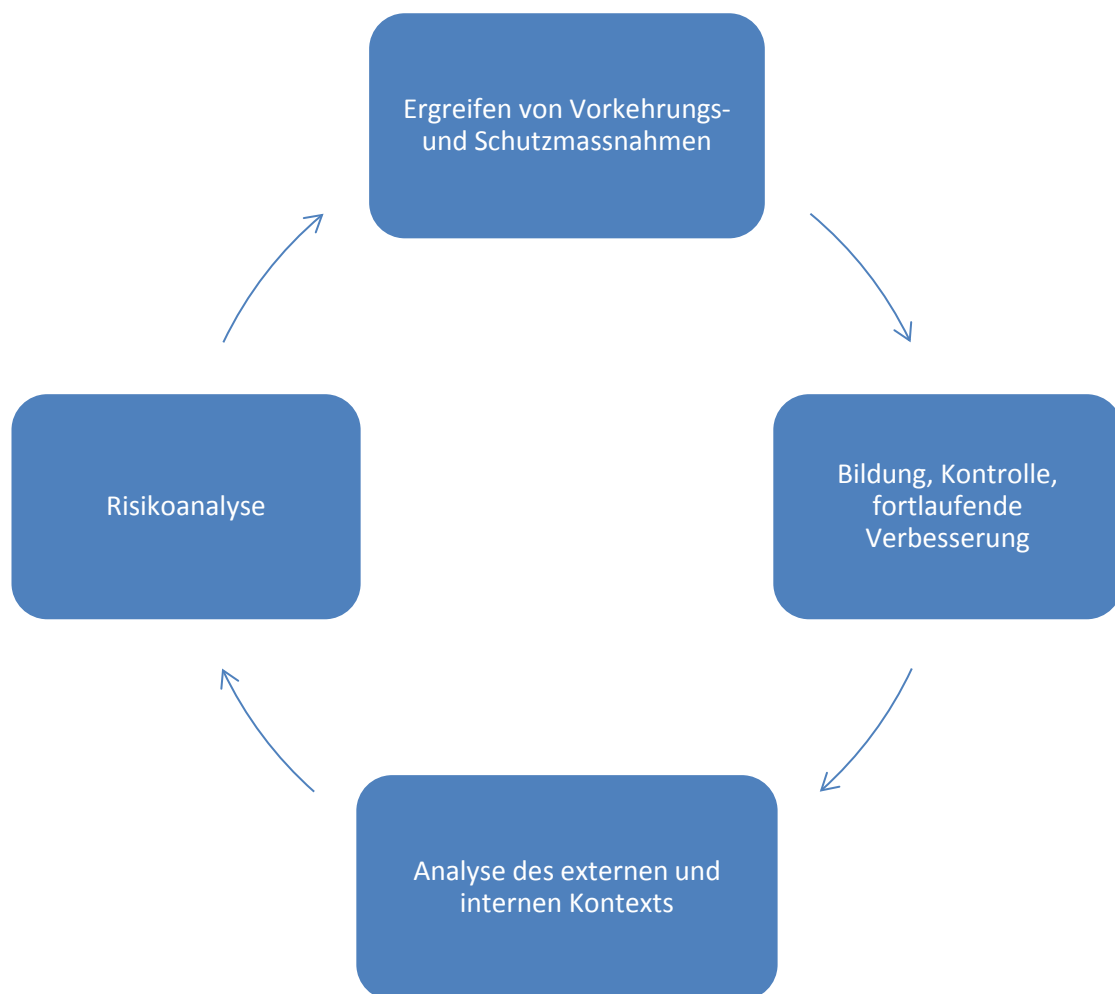 Ergreifen von Vorkehrungs-
und Schutzmassnahmen
Risikoanalyse
Bildung, Kontrolle,
fortlaufende
Verbesserung
Analyse des externen und
internen Kontexts